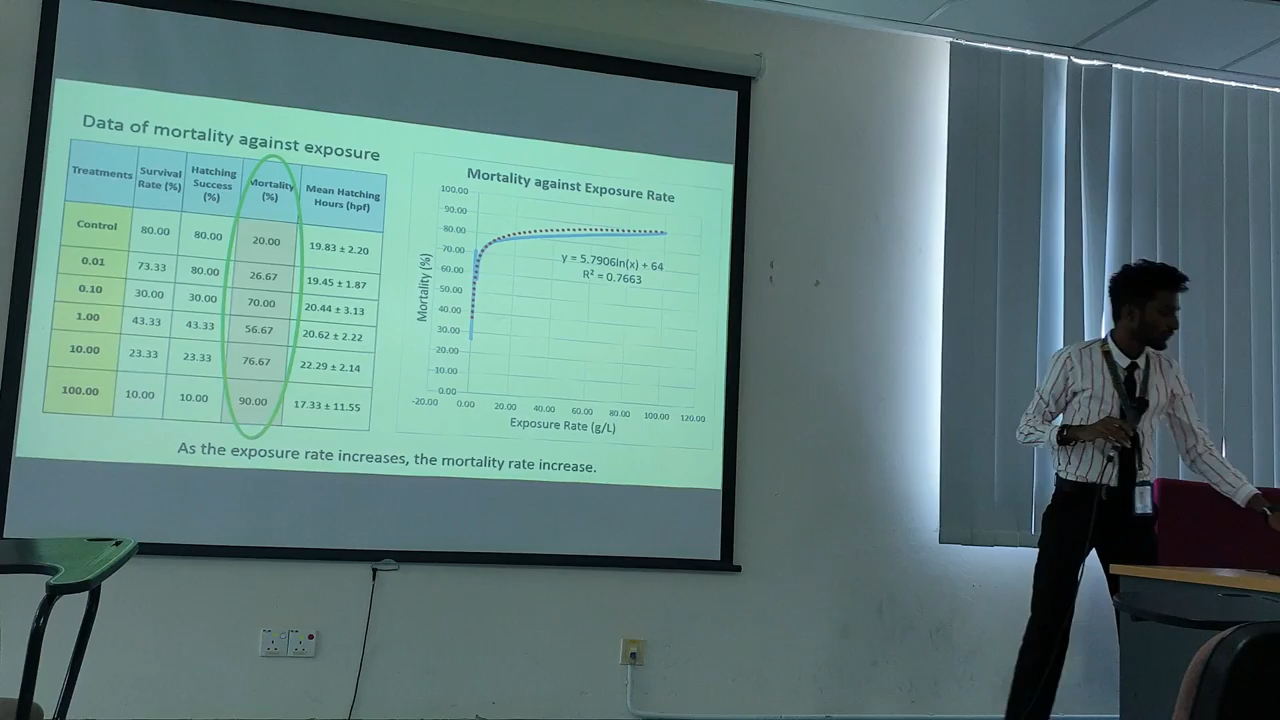 Data of mortality against exposure
Treatments Survival Rate (%) Hatching Success (%) Mortality (%) Mean Hatching Hours (hpf)
Control 80.00 80.00 20.00 19.83 ± 2.20
0.01 73.33 80.00 26.67 19.45 ± 1.87
0.10 30.00 30.00 70.00 20.44 ± 3.13
1.00 43.33 43.33 56.67 20.62 ± 2.22
10.00 23.33 23.33 76.67 22.29 ± 2.14
100.00 10.00 10.00 90.00 17.33 ± 11.55
Mortality against Exposure Rate
100.00
90.00
80.00
70.00
60.00
50.00
40.00
30.00
20.00
10.00
0.00
Mortality (%)
y = 5.7906ln(x) + 64
R² = 0.7663
-20.00 0.00 20.00 40.00 60.00 80.00 100.00 120.00
Exposure Rate (g/L)
As the exposure rate increases, the mortality rate increase.